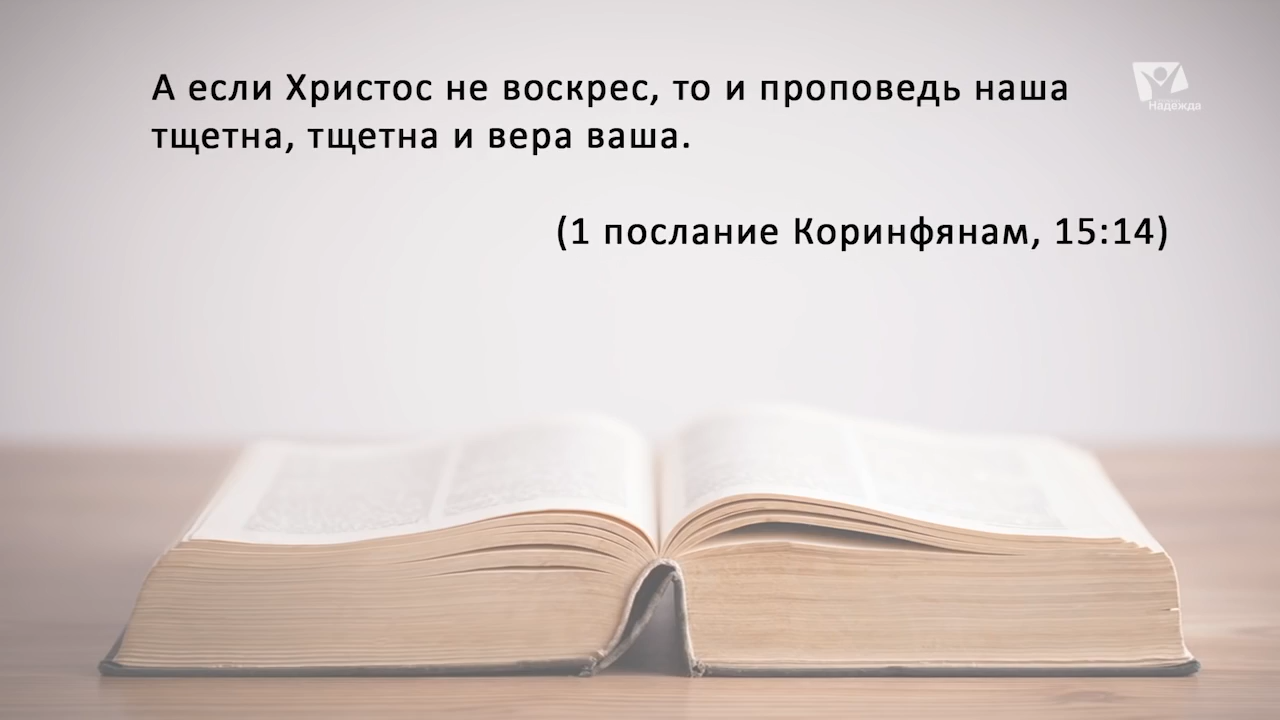 А если Христос не воскрес, то и проповедь наша
тщетна, тщетна и вера ваша.
(1 послание Коринфянам, 15:14)
Надежда